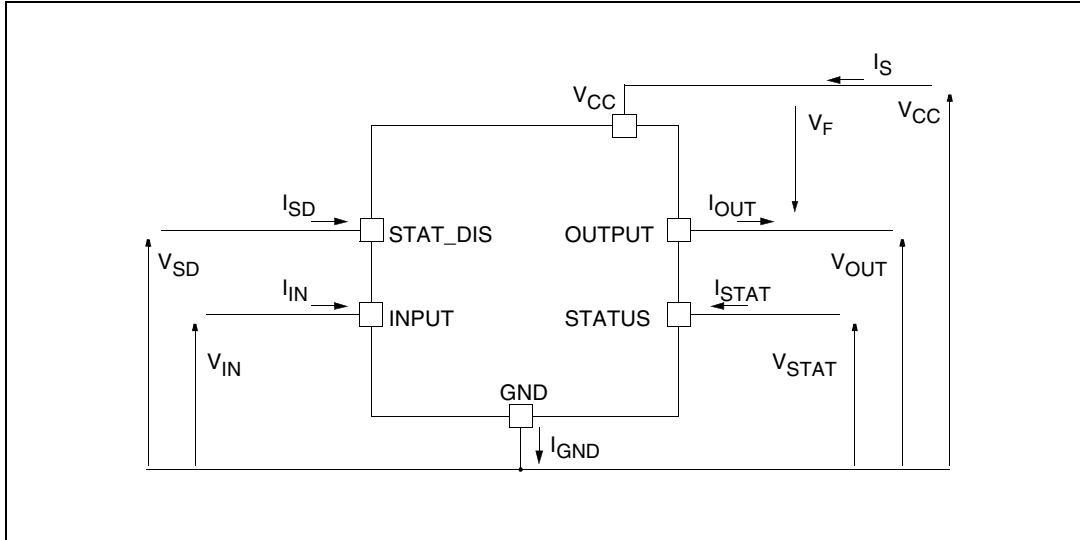 I_S
V_CC
V_CC
V_F
I_SD
I_OUT
STAT_DIS
OUTPUT
V_SD
V_OUT
I_IN
I_STAT
INPUT
STATUS
V_IN
V_STAT
GND
I_GND